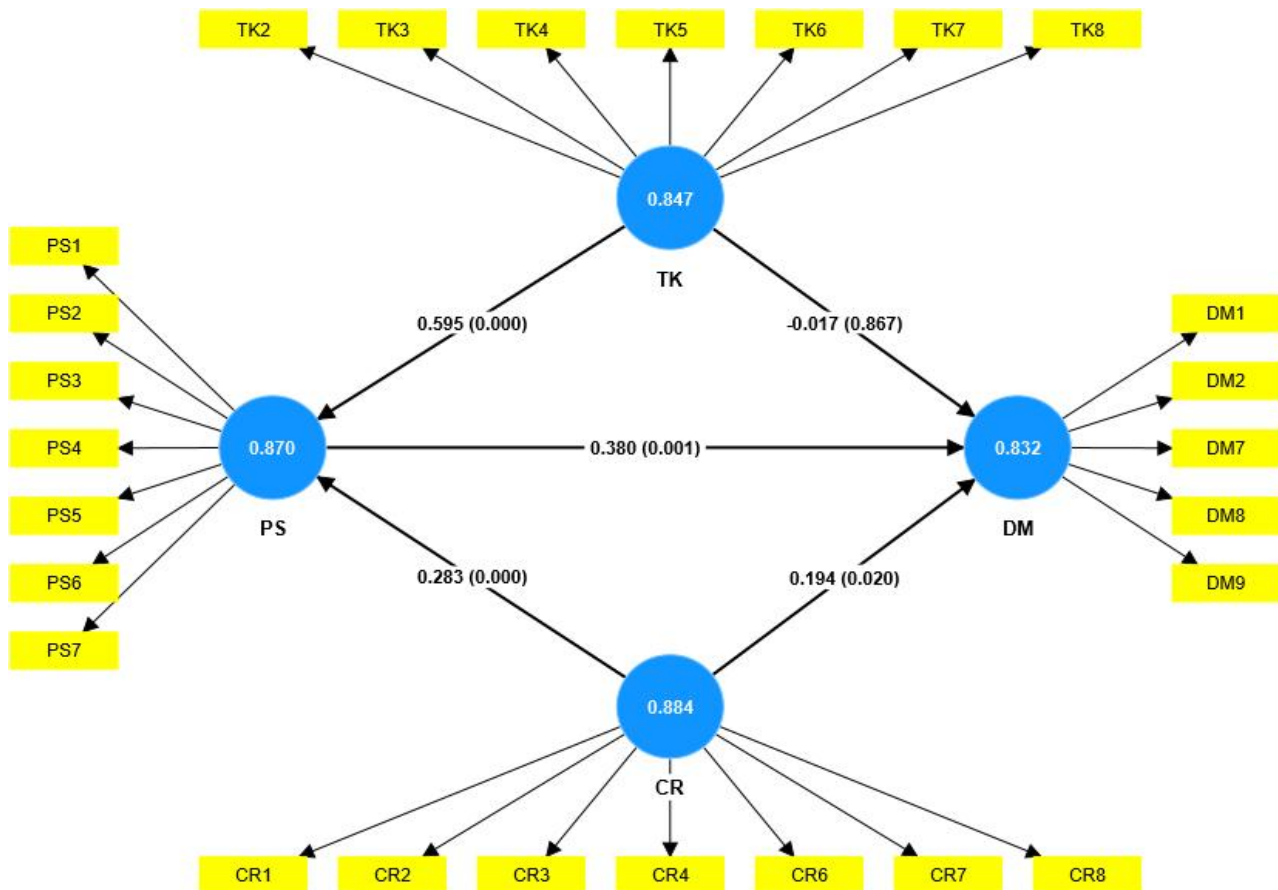 TK2
TK3
TK4
TK5
TK6
TK7
TK8
0.847
TK
PS1
PS2
PS3
PS4
PS5
PS6
PS7
0.595 (0.000)
-0.017 (0.867)
0.870
PS
0.380 (0.001)
0.832
DM
DM1
DM2
DM7
DM8
DM9
0.283 (0.000)
0.194 (0.020)
0.884
CR
CR1
CR2
CR3
CR4
CR6
CR7
CR8